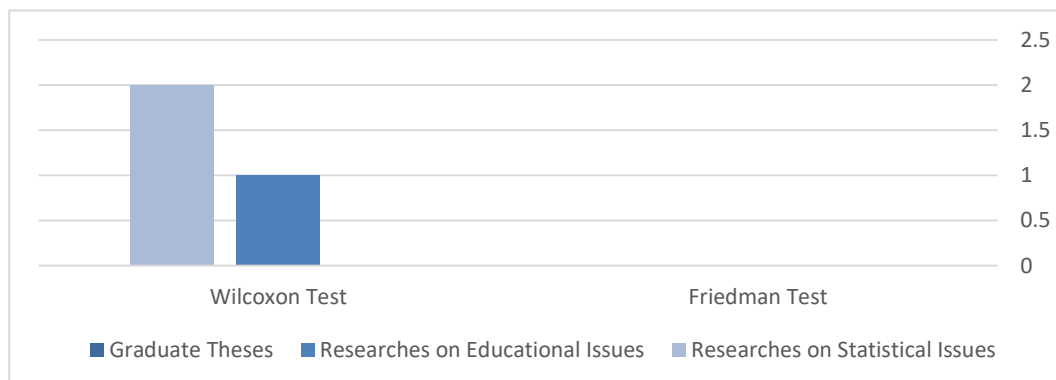 2.5
2
1.5
1
0.5
0
Wilcoxon Test
Friedman Test
Graduate Theses
Researches on Educational Issues
Researches on Statistical Issues